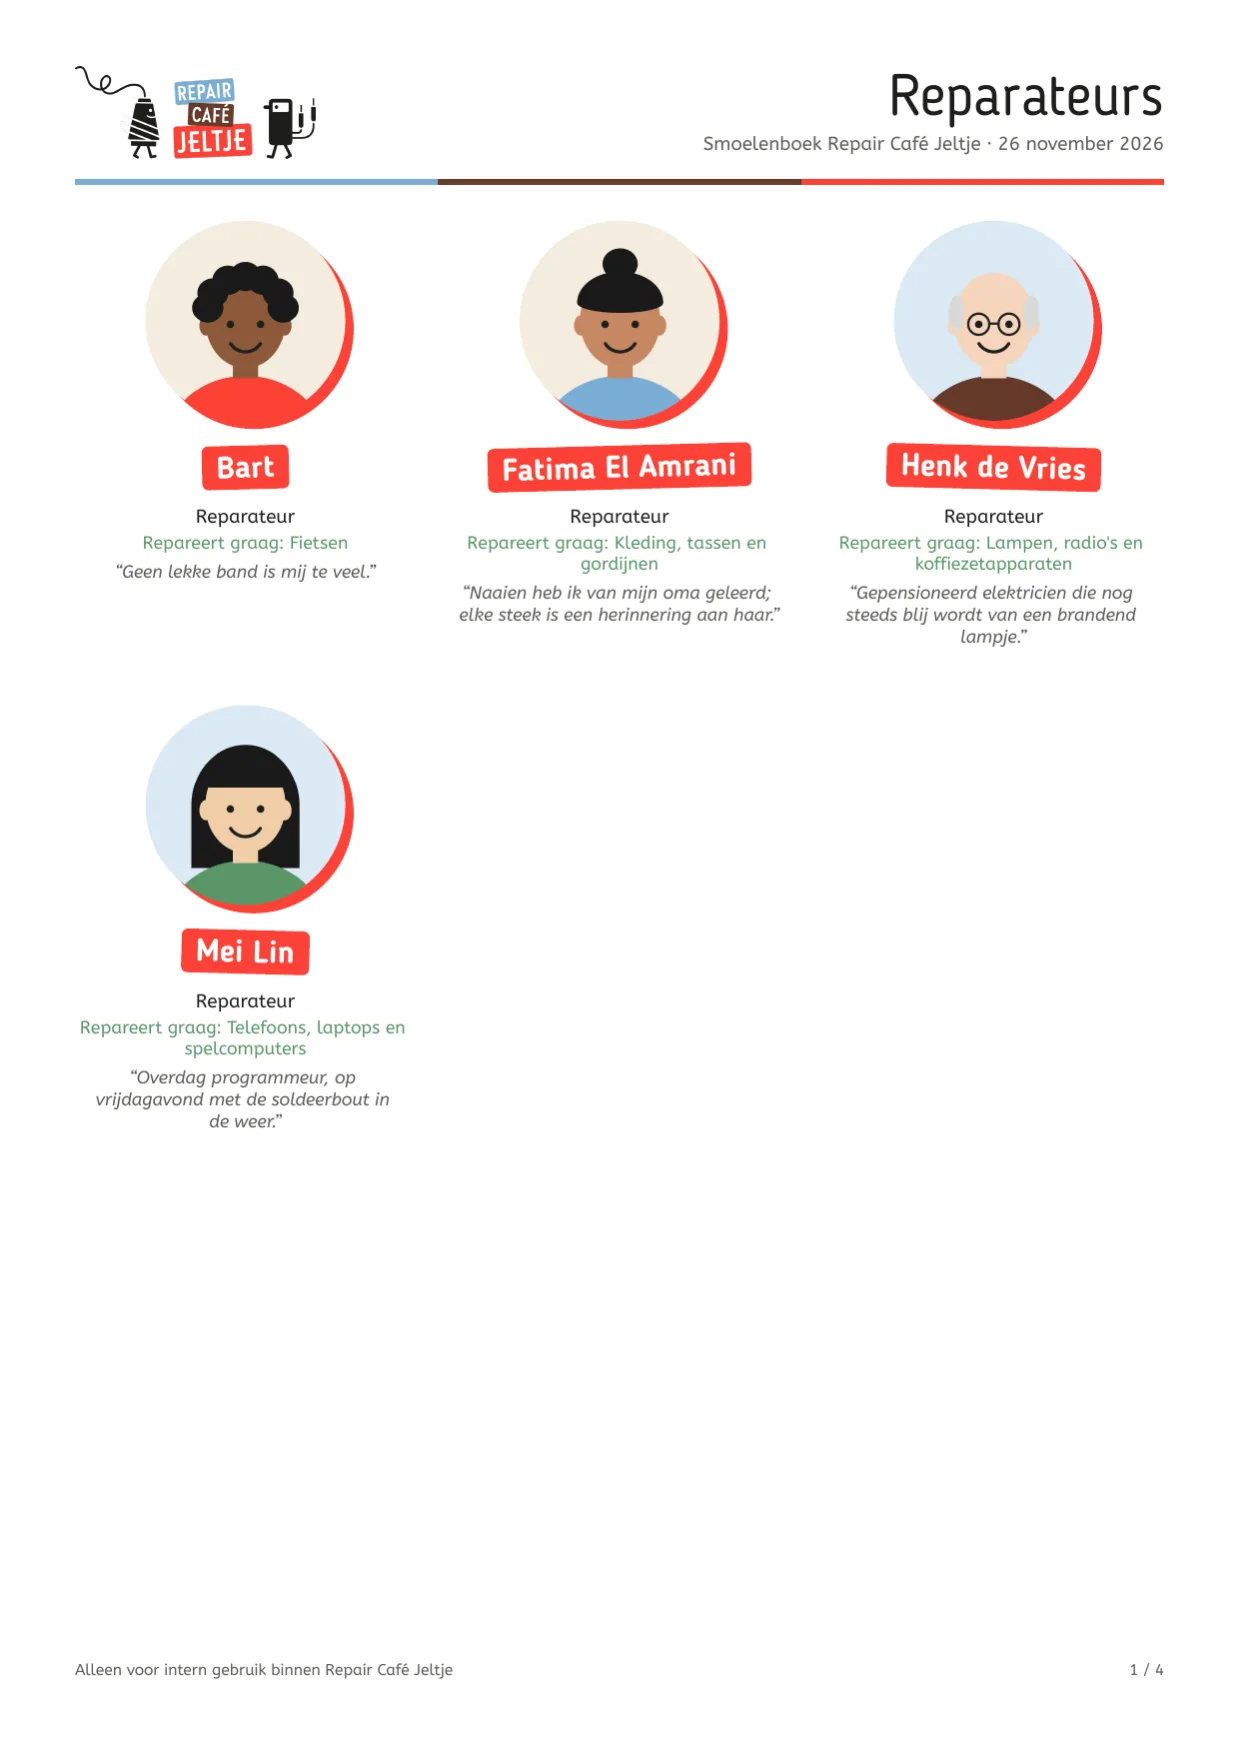 REPAIR
CAFÉ
JELTJE
Reparateurs
Smoelenboek Repair Café Jeltje · 26 november 2026
Bart
Reparateur
Repareert graag: Fietsen
“Geen lekke band is mij te veel.”
Fatima El Amrani
Reparateur
Repareert graag: Kleding, tassen en
gordijnen
“Naaien heb ik van mijn oma geleerd;
elke steek is een herinnering aan haar.”
Henk de Vries
Reparateur
Repareert graag: Lampen, radio's en
koffiezetapparaten
“Gepensioneerd elektricien die nog
steeds blij wordt van een brandend
lampje.”
Mei Lin
Reparateur
Repareert graag: Telefoons, laptops en
spelcomputers
“Overdag programmeur, op
vrijdagavond met de soldeerbout in
de weer.”
Alleen voor intern gebruik binnen Repair Café Jeltje
1 / 4